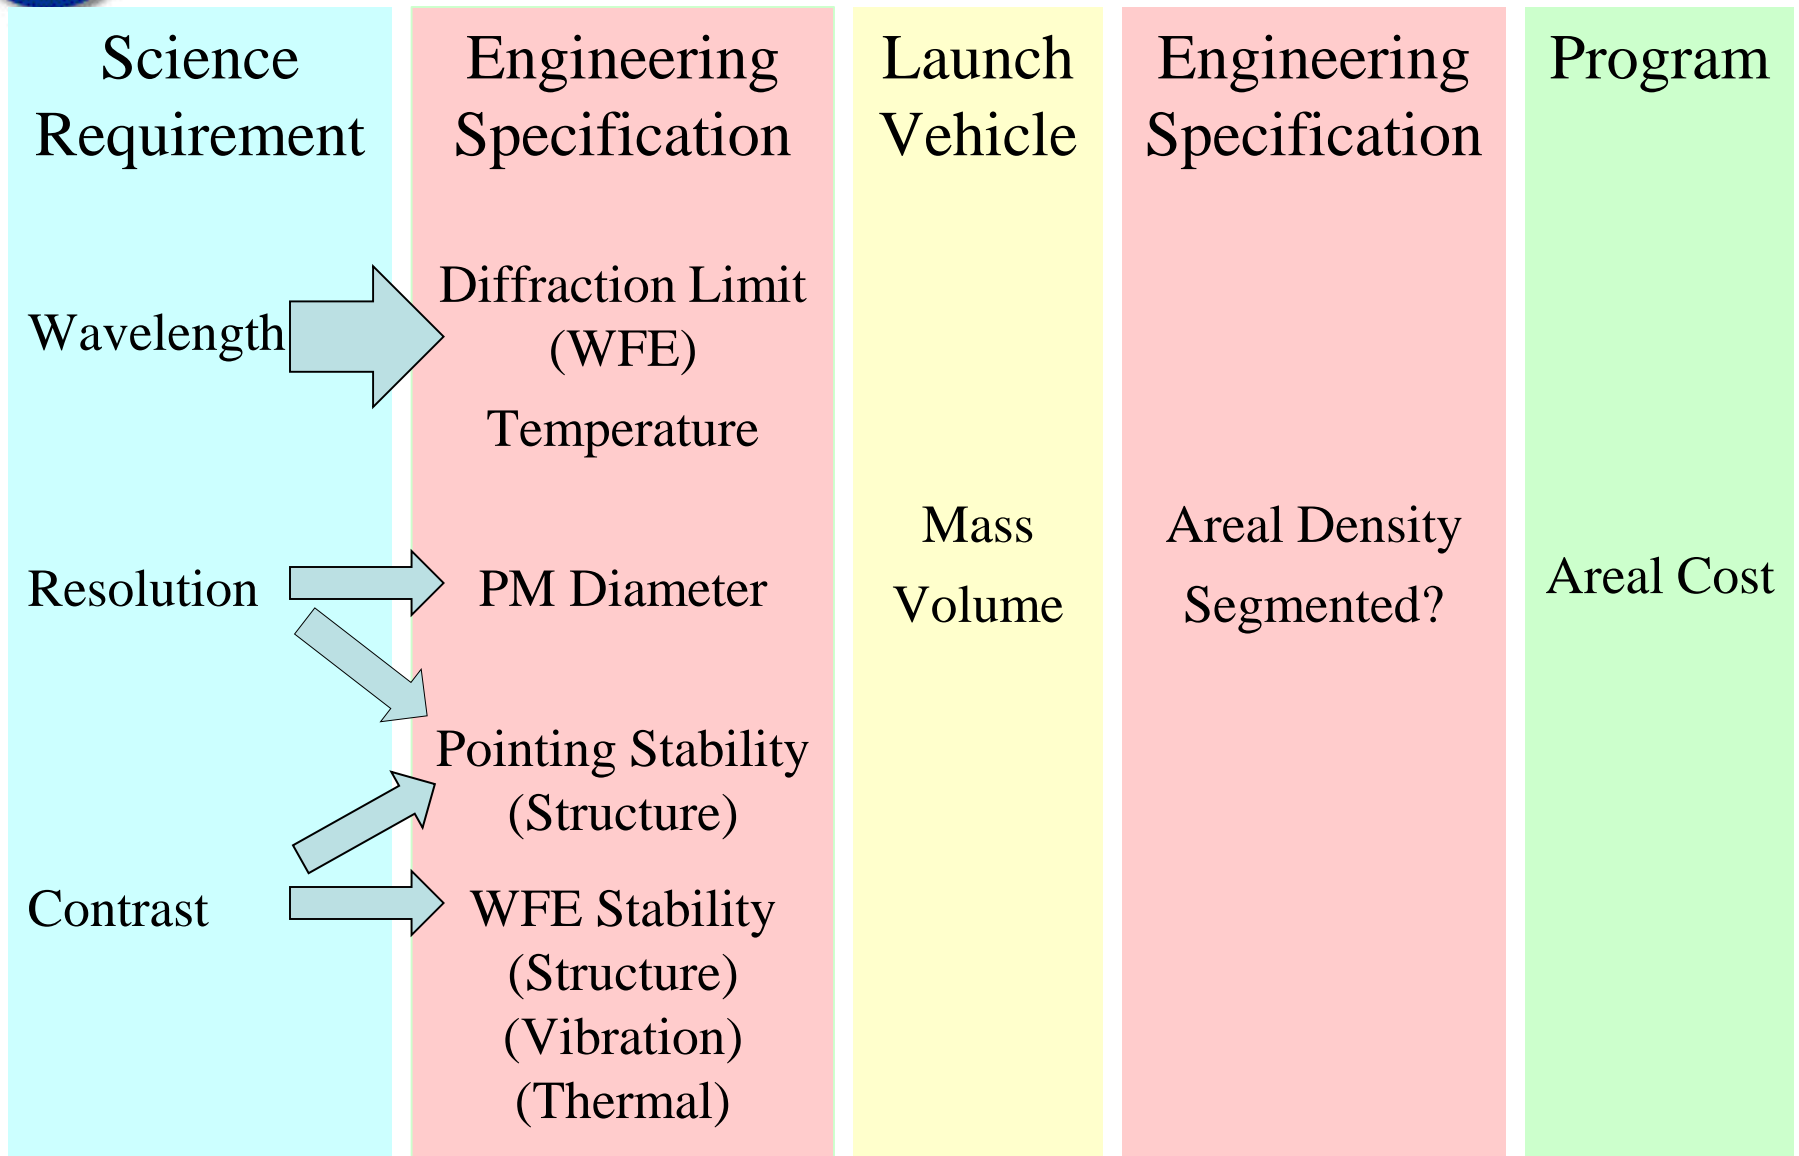 Science
Requirement
Wavelength
Resolution
Contrast
Engineering
Specification
Diffraction Limit
(WFE)
Temperature
PM Diameter
Pointing Stability
(Structure)
WFE Stability
(Structure)
(Vibration)
(Thermal)
Launch
Vehicle
Mass
Volume
Engineering
Specification
Areal Density
Segmented?
Program
Areal Cost